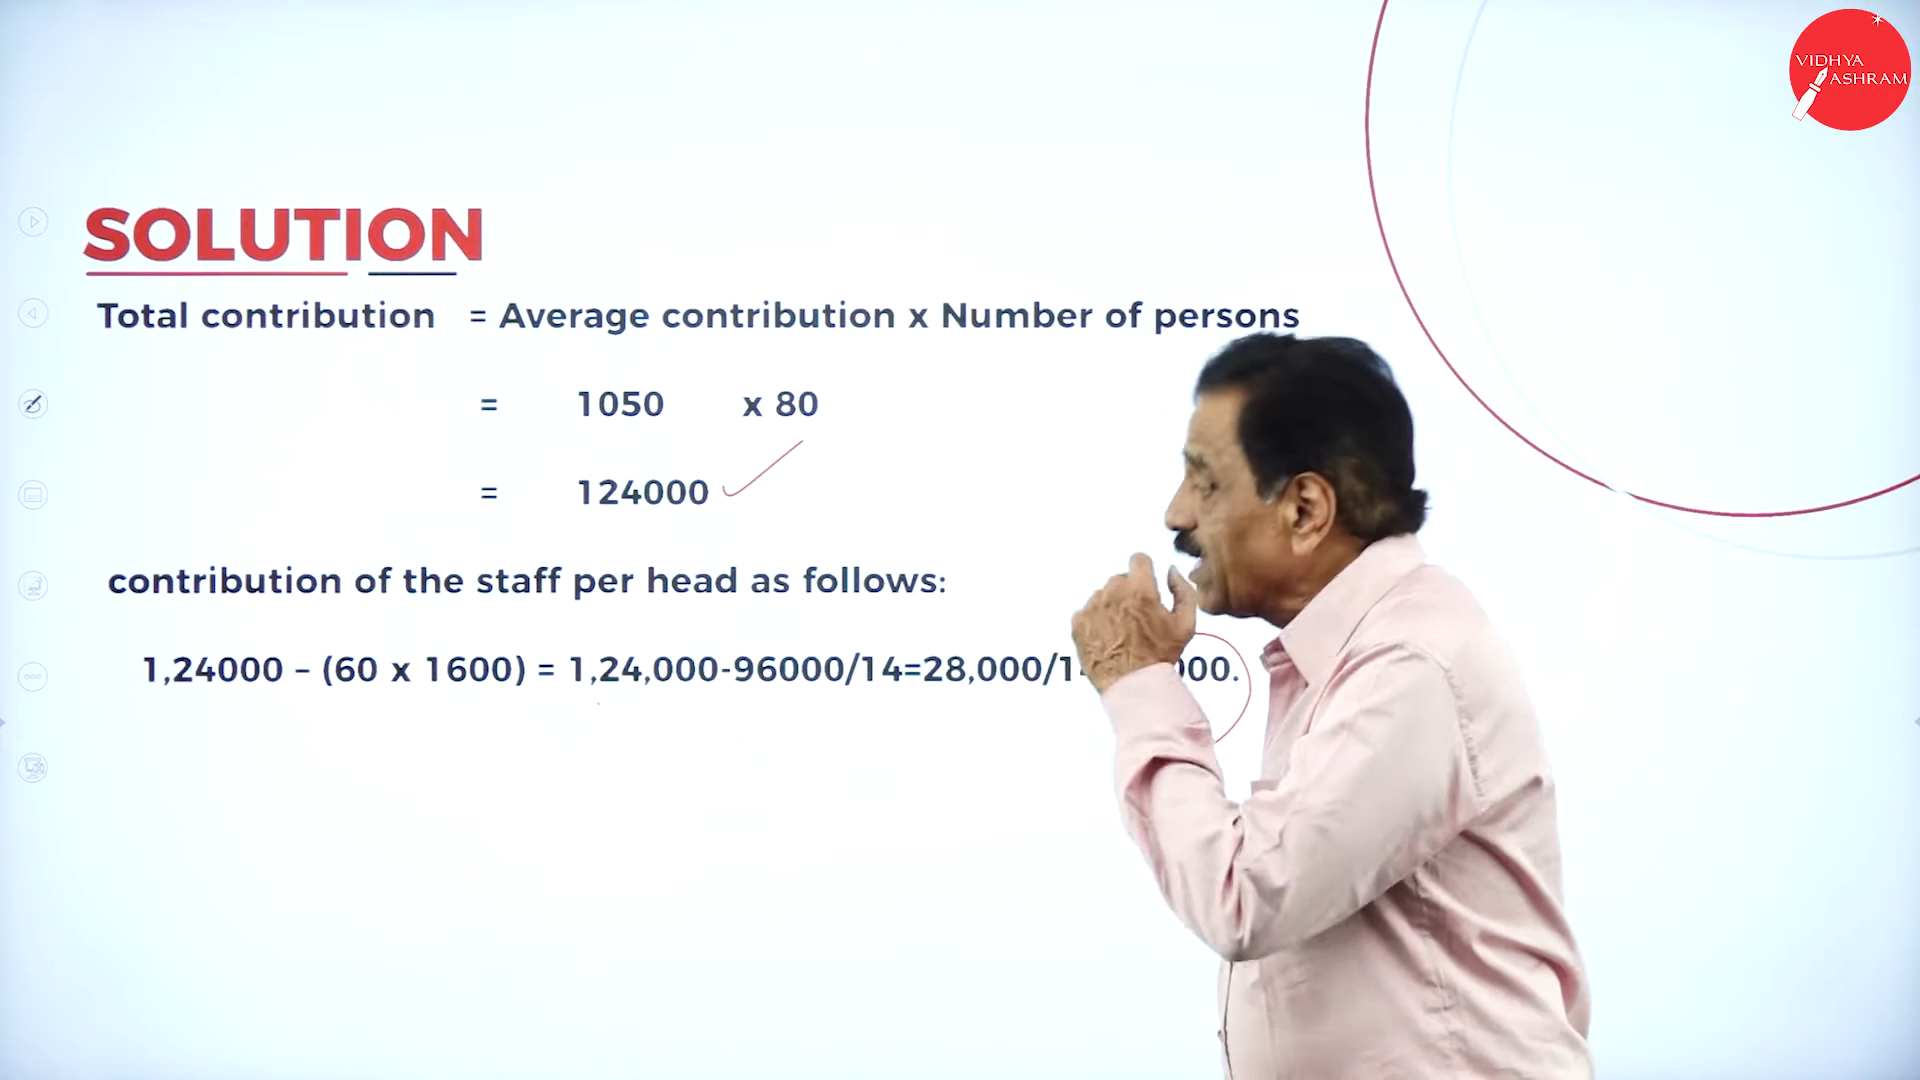 VIDHYA
ASHRAM
SOLUTION
Total contribution = Average contribution x Number of persons
= 1050 x 80
= 124000
contribution of the staff per head as follows:
1,24000 – (60 x 1600) = 1,24,000-96000/14=28,000/1